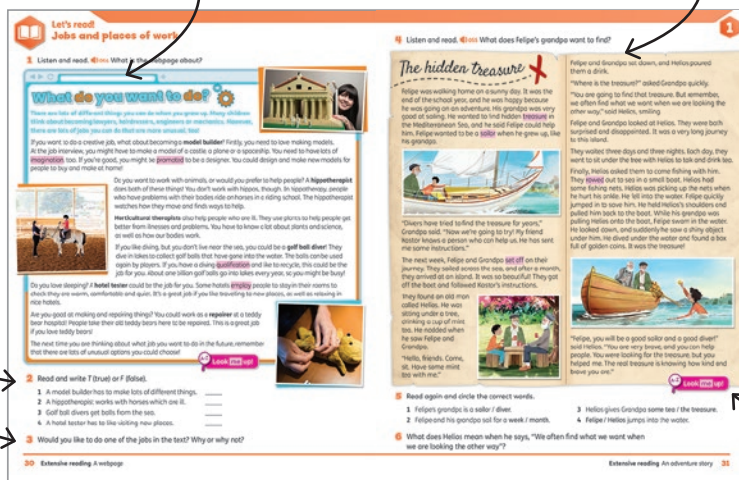 Let's read!
Jobs and places of work
1 Listen and read. What is the webpage about?
What do you want to do?
There are lots of different things you can do when you grow up. Many children
think about becoming lawyers, hairdressers, engineers or mechanics. However,
there are lots of jobs you can do that are more unusual, too!
If you want to do a creative job, what about becoming a model builder? Firstly, you need to love making models.
At the job interview, you might have to make a model of a castle, a planet or a spaceship. You need to have lots of
imagination, too. If you're good, you might be promoted to be a designer. You could design and make new models for
people to buy and make at home!
Do you want to work with animals, or would you prefer to help people? A hippotherapist
does both of these things! You don't work with hippos, though. In hippotherapy, people
who have problems with their bodies ride on horses in a riding school. The hippotherapist
watches how they move and finds ways to help.
Horticultural therapists also help people who are ill. They use plants to help people get
better from illnesses and problems. You have to know a lot about plants and science,
as well as how our bodies work.
If you like diving, but you don't live near the sea, you could be a golf ball diver! They
dive in lakes to collect golf balls that have gone into the water. The balls can be used
again by players. If you have a diving qualification and like to recycle, this could be the
job for you. About one billion golf balls go into lakes every year, so you might be busy!
Do you love sleeping? A hotel tester could be the job for you. Some hotels employ people to stay in their rooms to
check they are warm, comfortable and quiet. It's a great job if you like traveling to new places, as well as relaxing in
nice hotels.
Are you good at making and repairing things? You could work as a repairer at a teddy
bear hospital! People take their old teddy bears here to be repaired. This is a great job
if you love teddy bears!
The next time you are thinking about what job you want to do in the future, remember
that there are lots of unusual options you could choose!
Look me up!
2 Read and write T (true) or F (false).
1 A model builder has to make lots of different things.
2 A hippotherapist works with horses which are ill.
3 Golf ball divers get balls from the sea.
4 A hotel tester has to like visiting new places.
3 Would you like to do one of the jobs in the text? Why or why not?
30 Extensive reading A webpage
1
4 Listen and read. What does Felipe's grandpa want to find?
The hidden treasure
Felipe was walking home on a sunny day. It was the
end of the school year, and he was happy because
he was going on an adventure. His grandpa was very
good at sailing. He wanted to find hidden treasure in
the Mediterranean Sea, and he said Felipe could help
him. Felipe wanted to be a sailor when he grew up, like
his grandpa.
"Divers have tried to find the treasure for years,"
Grandpa said. "Now we're going to try! My friend
Kostor knows a person who can help us. He has sent
me some instructions."
The next week, Felipe and Grandpa set off on their
journey. They sailed across the sea, and after a month,
they arrived at an island. It was so beautiful! They got
off the boat and followed Kostor's instructions.
They found an old man
called Helios. He was
sitting under a tree,
drinking a cup of mint
tea. He nodded when
he saw Felipe and
Grandpa.
"Hello, friends. Come,
sit. Have some mint
tea with me."
Felipe and Grandpa sat down, and Helios poured
them a drink.
"Where is the treasure?" asked Grandpa quickly.
"You are going to find that treasure. But remember,
we often find what we want when we are looking the
other way," said Helios, smiling.
Felipe and Grandpa looked at Helios. They were both
surprised and disappointed. It was a very long journey
to this island.
They waited three days and three nights. Each day, they
went to sit under the tree with Helios to talk and drink tea.
Finally, Helios asked them to come fishing with him.
They rowed out to sea in a small boat. Helios had
some fishing nets. Helios was picking up the nets when
he hurt his ankle. He fell into the water. Felipe quickly
jumped in to save him. He held Helios's shoulders and
pulled him back to the boat. While his grandpa was
pulling Helios onto the boat, Felipe swam in the water.
He looked down, and suddenly he saw a shiny object
under him. He dived under the water and found a box
full of golden coins. It was the treasure!
"Felipe, you will be a good sailor and a good diver!"
said Helios. "You are very brave, and you can help
people. You were looking for the treasure, but you
helped me. The real treasure is knowing how kind and
brave you are."
Look me up!
5 Read again and circle the correct words.
1 Felipe's grandpa is a sailor / diver.
2 Felipe and his grandpa sail for a week / month.
3 Helios gives Grandpa some tea / the treasure.
4 Felipe / Helios jumps into the water.
6 What does Helios mean when he says, "We often find what we want when
we are looking the other way"?
Extensive reading An adventure story 31